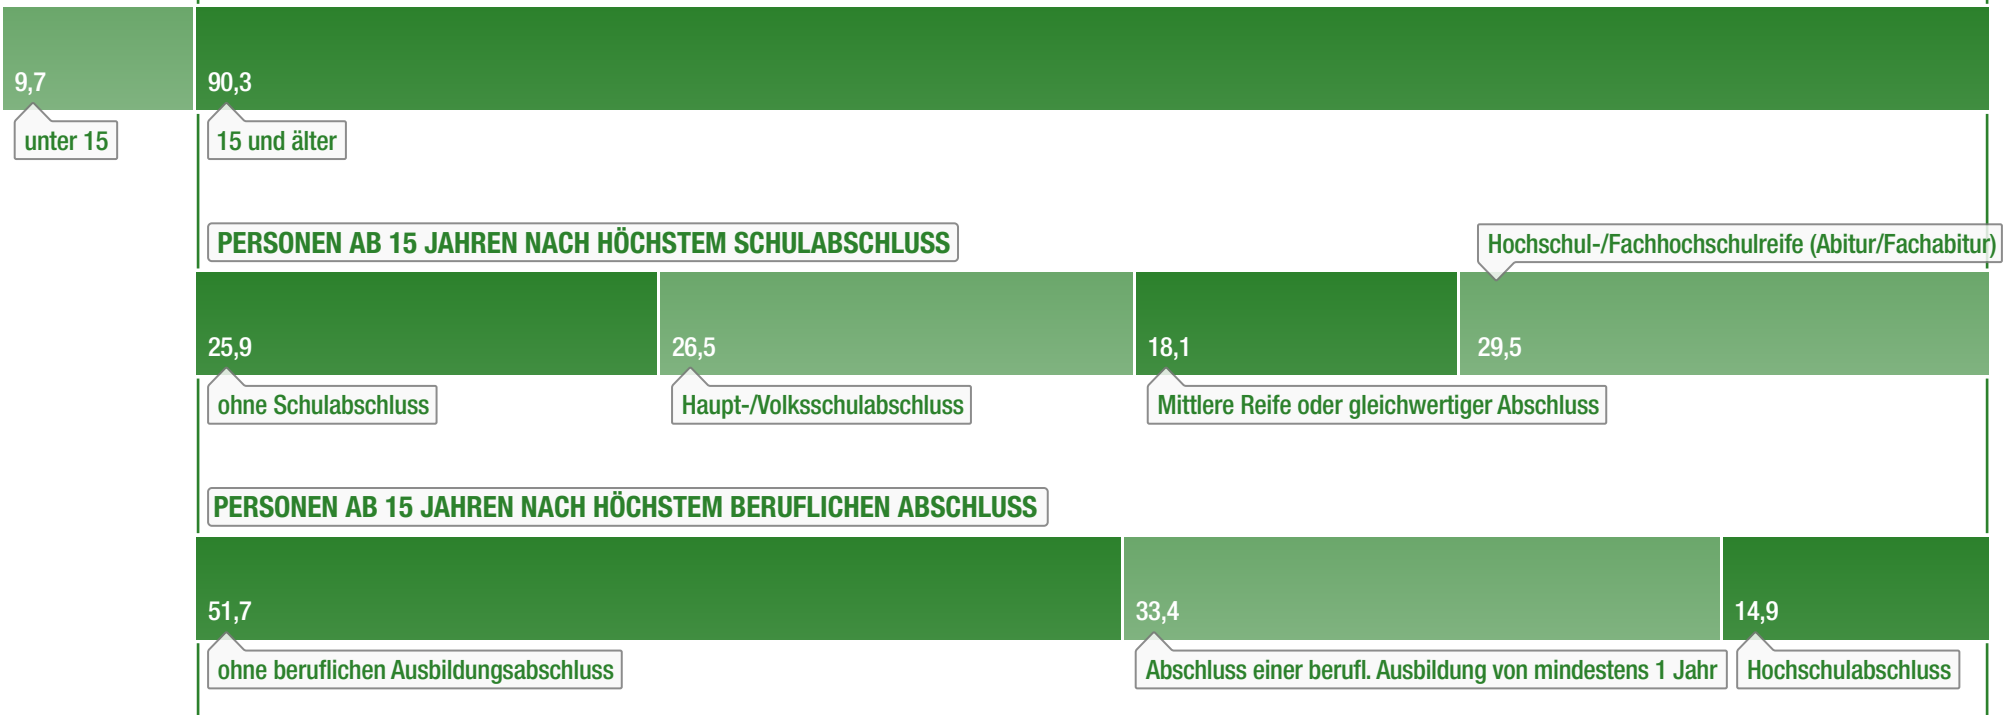 9,7
90,3
unter 15
15 und älter
PERSONEN AB 15 JAHREN NACH HÖCHSTEM SCHULABSCHLUSS
Hochschul-/Fachhochschulreife (Abitur/Fachabitur)
25,9
26,5
18,1
29,5
ohne Schulabschluss
Haupt-/Volksschulabschluss
Mittlere Reife oder gleichwertiger Abschluss
PERSONEN AB 15 JAHREN NACH HÖCHSTEM BERUFLICHEN ABSCHLUSS
51,7
33,4
14,9
ohne beruflichen Ausbildungsabschluss
Abschluss einer berufl. Ausbildung von mindestens 1 Jahr
Hochschulabschluss